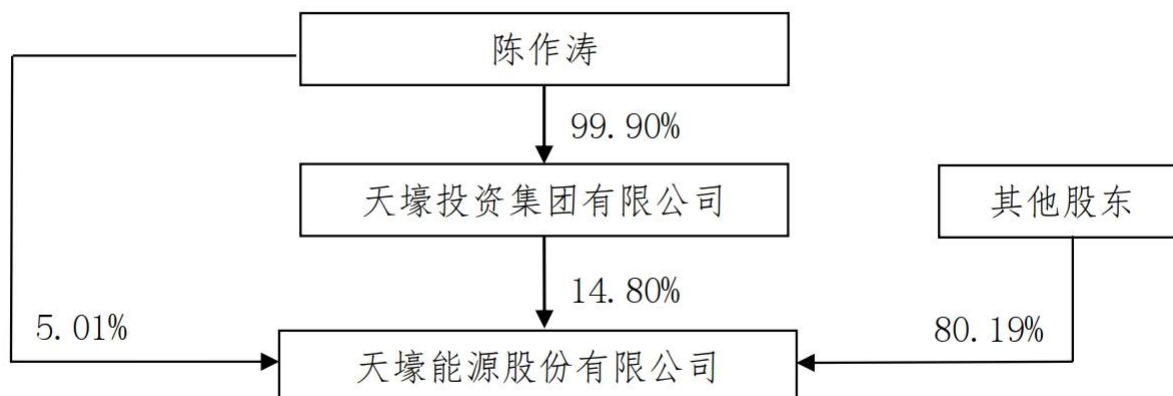 陈作涛
99.90%
天壕投资集团有限公司
其他股东
14.80%
5.01%
80.19%
天壕能源股份有限公司